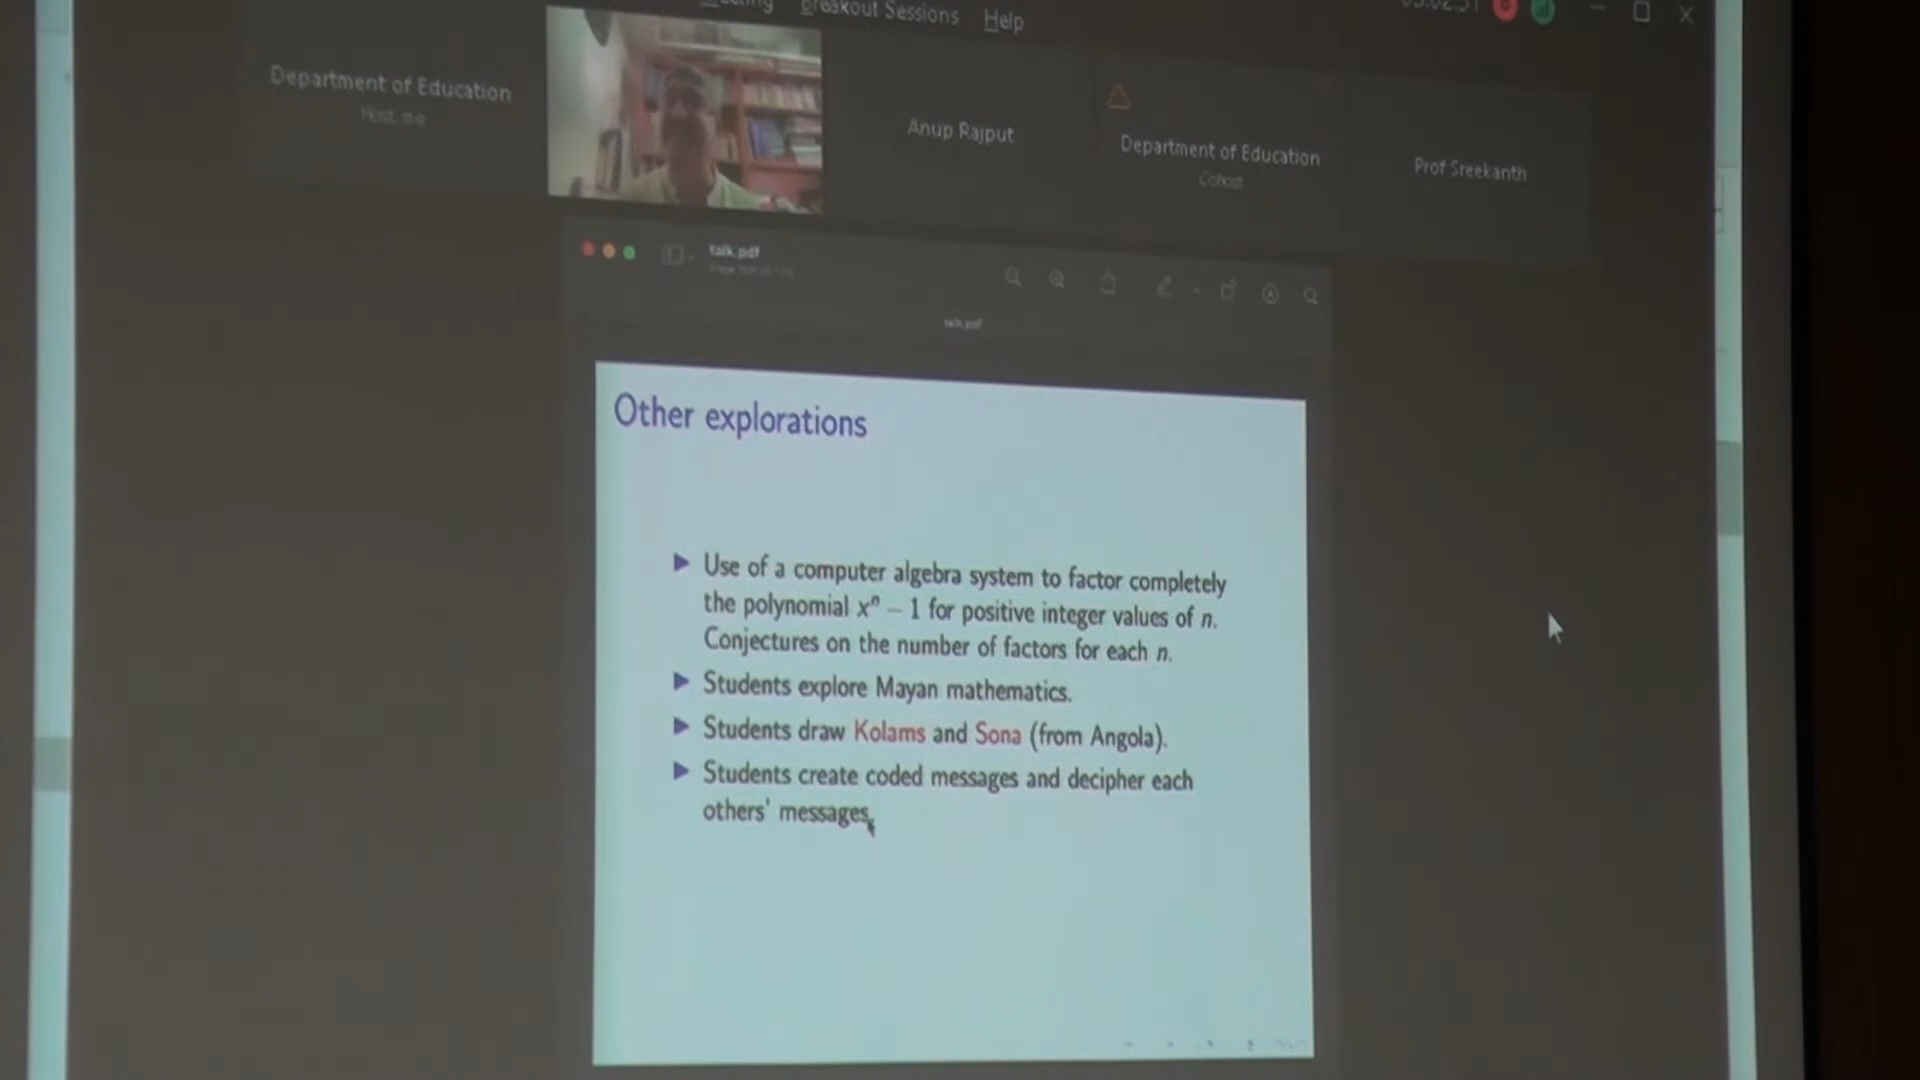 Breakout Sessions Help
Department of Education
Host, me
Anup Rajput
Department of Education
Cohost
Prof Sreekanth
talk.pdf
talk.pdf
Other explorations
▶ Use of a computer algebra system to factor completely
the polynomial xⁿ − 1 for positive integer values of n.
Conjectures on the number of factors for each n.
▶ Students explore Mayan mathematics.
▶ Students draw Kolams and Sona (from Angola).
▶ Students create coded messages and decipher each
others' messages.